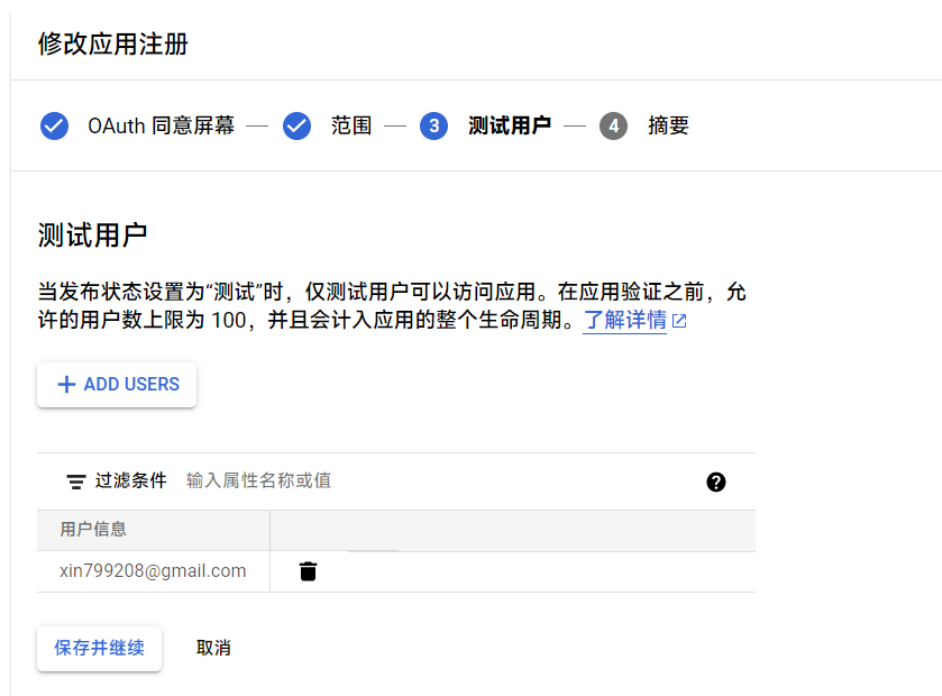 修改应用注册
OAuth 同意屏幕 — 范围 — 3 测试用户 — 4 摘要
测试用户
当发布状态设置为“测试”时，仅测试用户可以访问应用。在应用验证之前，允
许的用户数上限为 100，并且会计入应用的整个生命周期。了解详情
+ ADD USERS
过滤条件 输入属性名称或值 ?
用户信息
xin799208@gmail.com
保存并继续 取消